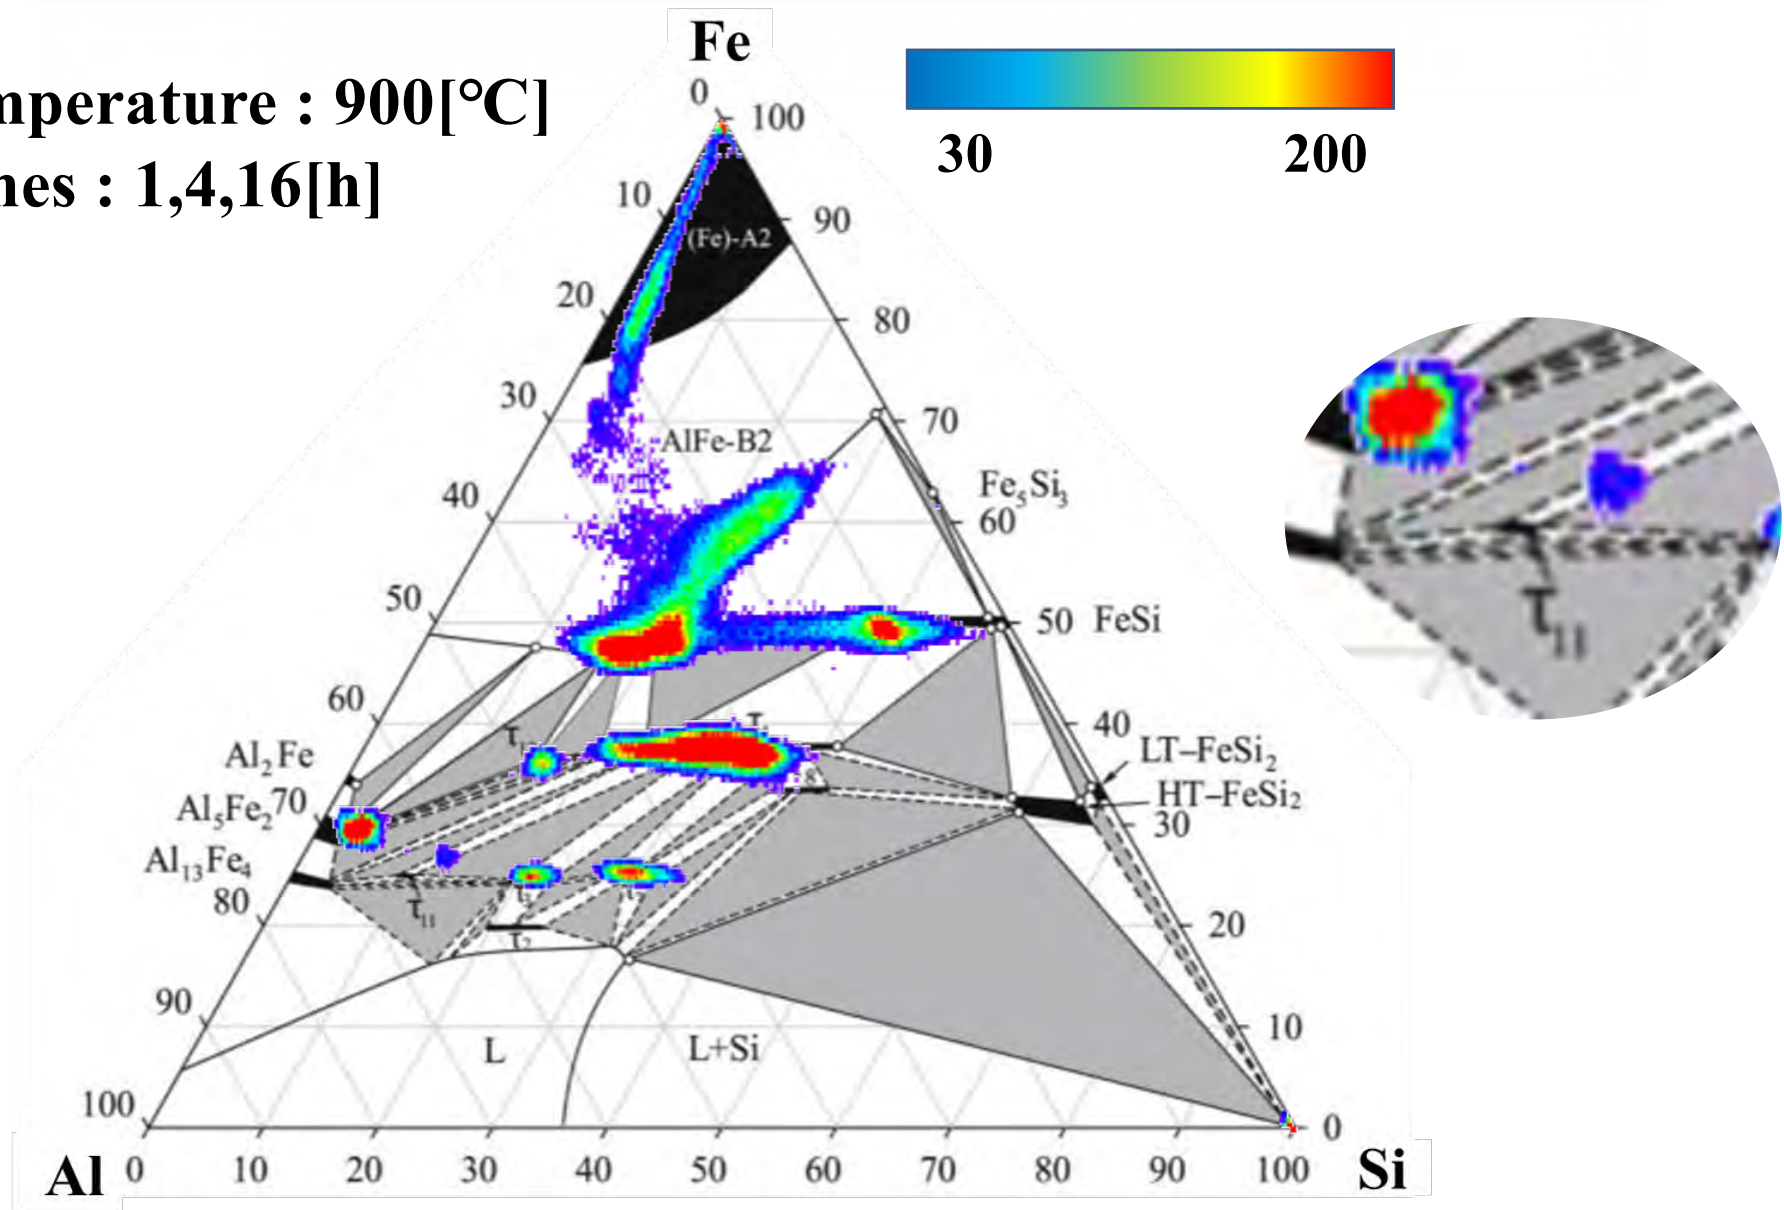 Fe
mperature : 900[℃]
nes : 1,4,16[h]
30 200
0 100
10 90
(Fe)-A2
20 80
30 70
AlFe-B2
40
Fe5Si3
60
50 50 FeSi
60 40
τ1
Al2Fe
LT–FeSi2
HT–FeSi2
Al5Fe2 70
30
8
Al13Fe4
80 20
τ11
τ2
90 10
L L+Si
100 0
Al 0 10 20 30 40 50 60 70 80 90 100 Si
τ11